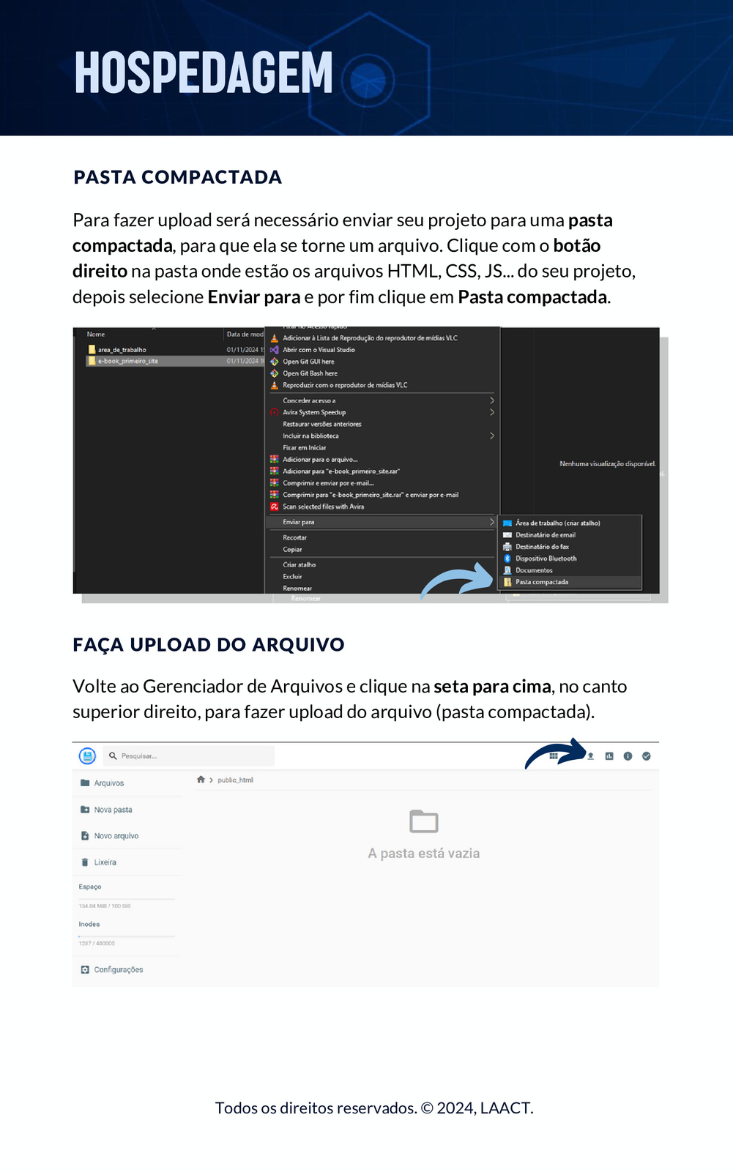 HOSPEDAGEM
PASTA COMPACTADA
Para fazer upload será necessário enviar seu projeto para uma pasta
compactada, para que ela se torne um arquivo. Clique com o botão
direito na pasta onde estão os arquivos HTML, CSS, JS... do seu projeto,
depois selecione Enviar para e por fim clique em Pasta compactada.
Nome
Data de mod
area_de_trabalho
01/11/2024
e-book_primeiro_site
01/11/2024
Adicionar à Lista de Reprodução do reprodutor de mídias VLC
Abrir com o Visual Studio
Open Git GUI here
Open Git Bash here
Reproduzir com o reprodutor de mídias VLC
Conceder acesso a
Avira System Speedup
Restaurar versões anteriores
Incluir na biblioteca
Fixar em Iniciar
Adicionar para o arquivo...
Adicionar para "e-book_primeiro_site.rar"
Comprimir e enviar por e-mail...
Comprimir para "e-book_primeiro_site.rar" e enviar por e-mail
Scan selected files with Avira
Enviar para
Recortar
Copiar
Criar atalho
Excluir
Renomear
Nenhuma visualização disponível.
Área de trabalho (criar atalho)
Destinatário de email
Destinatário do fax
Dispositivo Bluetooth
Documentos
Pasta compactada
FAÇA UPLOAD DO ARQUIVO
Volte ao Gerenciador de Arquivos e clique na seta para cima, no canto
superior direito, para fazer upload do arquivo (pasta compactada).
Pesquisar...
Arquivos
public_html
Nova pasta
Novo arquivo
A pasta está vazia
Lixeira
Espaço
Inodes
Configurações
Todos os direitos reservados. © 2024, LAACT.